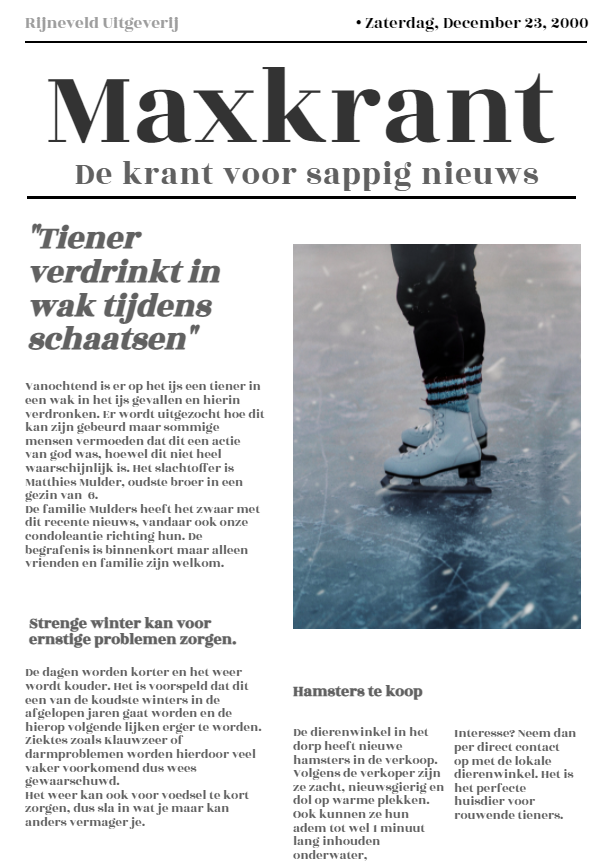 Rijneveld Uitgeverij
• Zaterdag, December 23, 2000
Maxkrant
De krant voor sappig nieuws
"Tiener
verdrinkt in
wak tijdens
schaatsen"
Vanochtend is er op het ijs een tiener in
een wak in het ijs gevallen en hierin
verdronken. Er wordt uitgezocht hoe dit
kan zijn gebeurd maar sommige
mensen vermoeden dat dit een actie
van god was, hoewel dit niet heel
waarschijnlijk is. Het slachtoffer is
Matthies Mulder, oudste broer in een
gezin van 6.
De familie Mulders heeft het zwaar met
dit recente nieuws, vandaar ook onze
condoleantie richting hun. De
begrafenis is binnenkort maar alleen
vrienden en familie zijn welkom.
Strenge winter kan voor
ernstige problemen zorgen.
De dagen worden korter en het weer
wordt kouder. Het is voorspeld dat dit
een van de koudste winters in de
afgelopen jaren gaat worden en de
hierop volgende lijken erger te worden.
Ziektes zoals Klauwzeer of
darmproblemen worden hierdoor veel
vaker voorkomend dus wees
gewaarschuwd.
Het weer kan ook voor voedsel te kort
zorgen, dus sla in wat je maar kan
anders vermager je.
Hamsters te koop
De dierenwinkel in het
dorp heeft nieuwe
hamsters in de verkoop.
Volgens de verkoper zijn
ze zacht, nieuwsgierig en
dol op warme plekken.
Ook kunnen ze hun
adem tot wel 1 minuut
lang inhouden
onderwater,
Interesse? Neem dan
per direct contact
op met de lokale
dierenwinkel. Het is
het perfecte
huisdier voor
rouwende tieners.